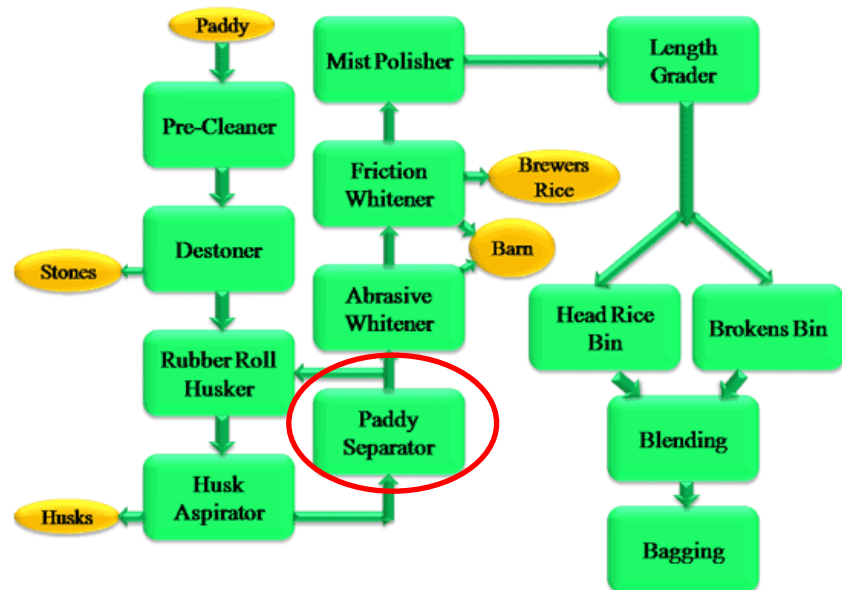 Paddy
Pre-Cleaner
Destoner
Stones
Rubber Roll
Husker
Husk
Aspirator
Husks
Paddy
Separator
Abrasive
Whitener
Barn
Friction
Whitener
Brewers
Rice
Mist Polisher
Length
Grader
Head Rice
Bin
Brokens Bin
Blending
Bagging